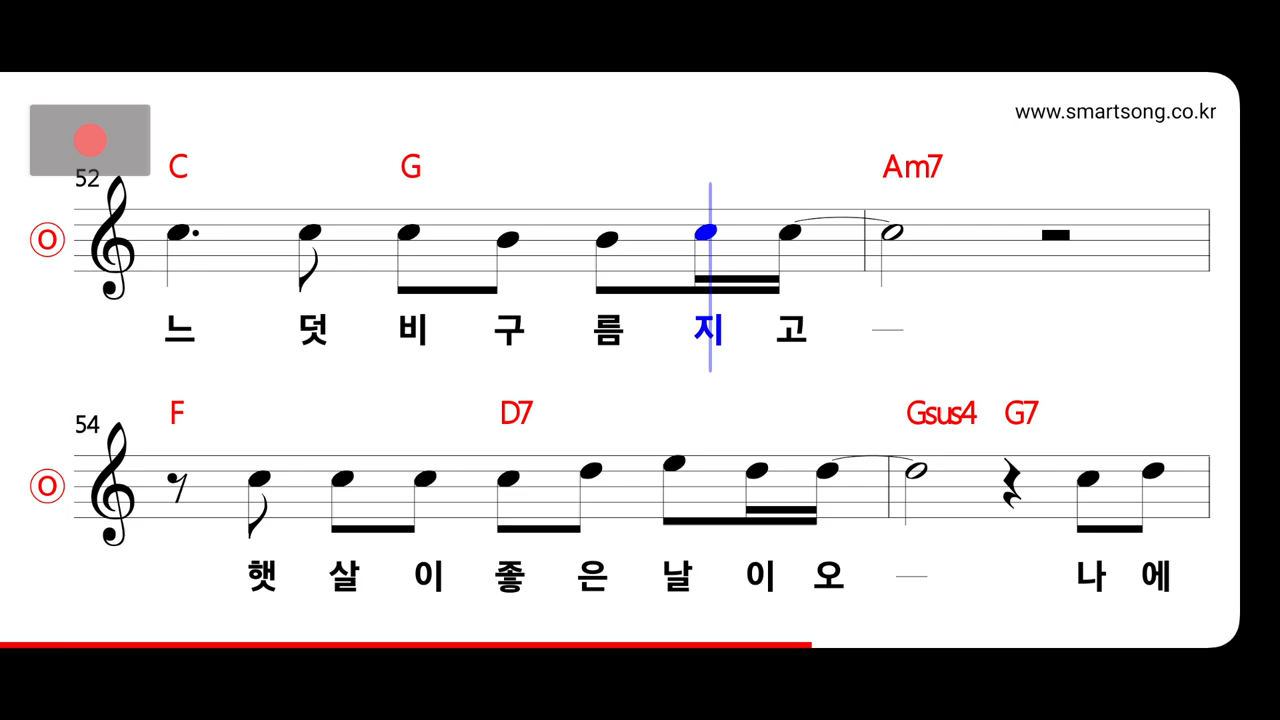 www.smartsong.co.kr
C G Am7
52
O
느 덧 비 구 름 지 고 —
F D7 Gsus4 G7
54
O
햇 살 이 좋 은 날 이 오 — 나 에